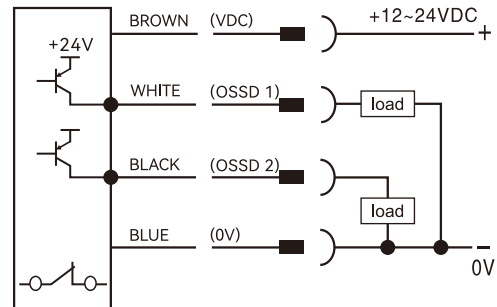 BROWN (VDC) +12~24VDC +
+24V
WHITE (OSSD 1) load
BLACK (OSSD 2)
load
BLUE (0V) −
0V